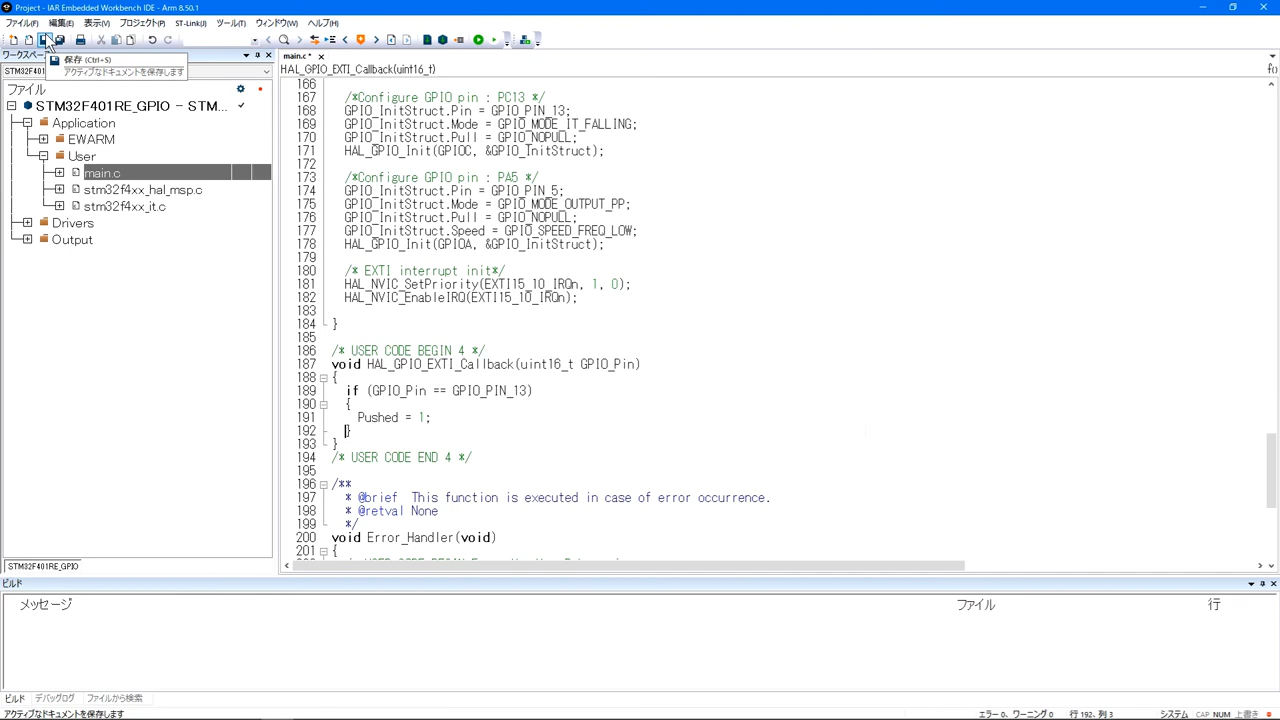 Project - IAR Embedded Workbench IDE - Arm 8.50.1
ファイル(F) 編集(E) 表示(V) プロジェクト(P) ST-Link(J) ツール(T) ウィンドウ(W) ヘルプ(H)
ワークスペー
保存 (Ctrl+S)
アクティブなドキュメントを保存します
STM32F401
main.c *
HAL_GPIO_EXTI_Callback(uint16_t)
f()
ファイル
STM32F401RE_GPIO - STM...
Application
EWARM
User
main.c
stm32f4xx_hal_msp.c
stm32f4xx_it.c
Drivers
Output
STM32F401RE_GPIO
166
167 /*Configure GPIO pin : PC13 */
168 GPIO_InitStruct.Pin = GPIO_PIN_13;
169 GPIO_InitStruct.Mode = GPIO_MODE_IT_FALLING;
170 GPIO_InitStruct.Pull = GPIO_NOPULL;
171 HAL_GPIO_Init(GPIOC, &GPIO_InitStruct);
172
173 /*Configure GPIO pin : PA5 */
174 GPIO_InitStruct.Pin = GPIO_PIN_5;
175 GPIO_InitStruct.Mode = GPIO_MODE_OUTPUT_PP;
176 GPIO_InitStruct.Pull = GPIO_NOPULL;
177 GPIO_InitStruct.Speed = GPIO_SPEED_FREQ_LOW;
178 HAL_GPIO_Init(GPIOA, &GPIO_InitStruct);
179
180 /* EXTI interrupt init*/
181 HAL_NVIC_SetPriority(EXTI15_10_IRQn, 1, 0);
182 HAL_NVIC_EnableIRQ(EXTI15_10_IRQn);
183
184 }
185
186 /* USER CODE BEGIN 4 */
187 void HAL_GPIO_EXTI_Callback(uint16_t GPIO_Pin)
188 {
189 if (GPIO_Pin == GPIO_PIN_13)
190 {
191 Pushed = 1;
192 }
193 }
194 /* USER CODE END 4 */
195
196 /**
197 * @brief This function is executed in case of error occurrence.
198 * @retval None
199 */
200 void Error_Handler(void)
201 {
ビルド
メッセージ ファイル 行
ビルド デバッグログ ファイルから検索
アクティブなドキュメントを保存します エラー 0、ワーニング 0 行 192、列 3 システム CAP NUM 上書き